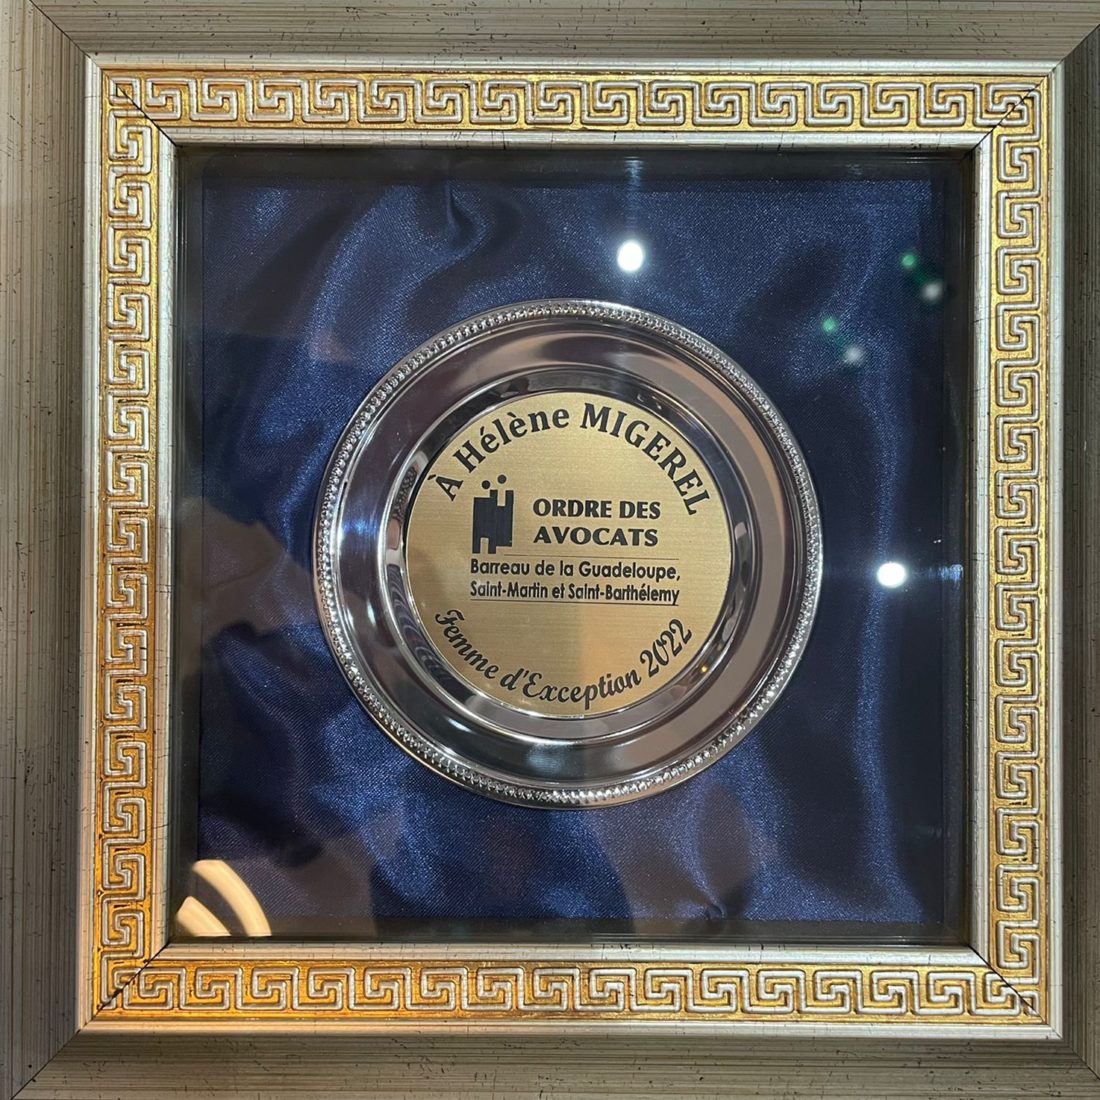 À Hélène MIGEREL
ORDRE DES
AVOCATS
Barreau de la Guadeloupe,
Saint-Martin et Saint-Barthélemy
Femme d'Exception 2022